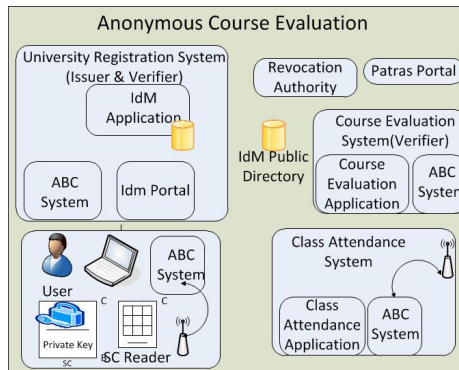 Anonymous Course Evaluation
University Registration System
(Issuer & Verifier)
IdM
Application
ABC
System
Idm Portal
Revocation
Authority
Patras Portal
IdM Public
Directory
Course Evaluation
System(Verifier)
Course
Evaluation
Application
ABC
System
User
ABC
System
C
C
Private Key
SC
SC Reader
Class Attendance
System
Class
Attendance
Application
ABC
System